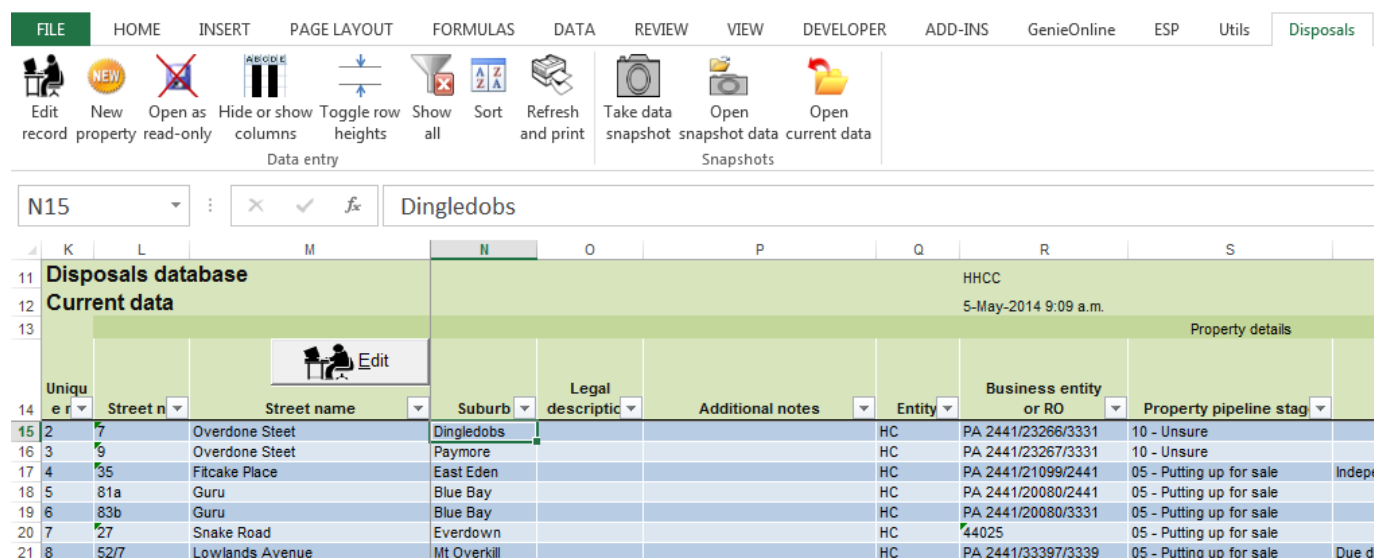 FILE HOME INSERT PAGE LAYOUT FORMULAS DATA REVIEW VIEW DEVELOPER ADD-INS GenieOnline ESP Utils Disposals
ABCDE
NEW
A Z
Z A
Edit New Open as Hide or show Toggle row Show Sort Refresh Take data Open Open
record property read-only columns heights all and print snapshot snapshot data current data
Data entry Snapshots
N15 fx Dingledobs
K L M N O P Q R S
11 Disposals database HHCC
12 Current data 5-May-2014 9:09 a.m.
13 Property details
Edit
Uniqu Legal Business entity
14 e r Street n Street name Suburb descriptic Additional notes Entity or RO Property pipeline stag
15 2 7 Overdone Steet Dingledobs HC PA 2441/23266/3331 10 - Unsure
16 3 9 Overdone Steet Paymore HC PA 2441/23267/3331 10 - Unsure
17 4 35 Fitcake Place East Eden HC PA 2441/21099/2441 05 - Putting up for sale Indepe
18 5 81a Guru Blue Bay HC PA 2441/20080/2441 05 - Putting up for sale
19 6 83b Guru Blue Bay HC PA 2441/20080/3331 05 - Putting up for sale
20 7 27 Snake Road Everdown HC 44025 05 - Putting up for sale
21 8 52/7 Lowlands Avenue Mt Overkill HC PA 2441/33397/3339 05 - Putting up for sale Due d